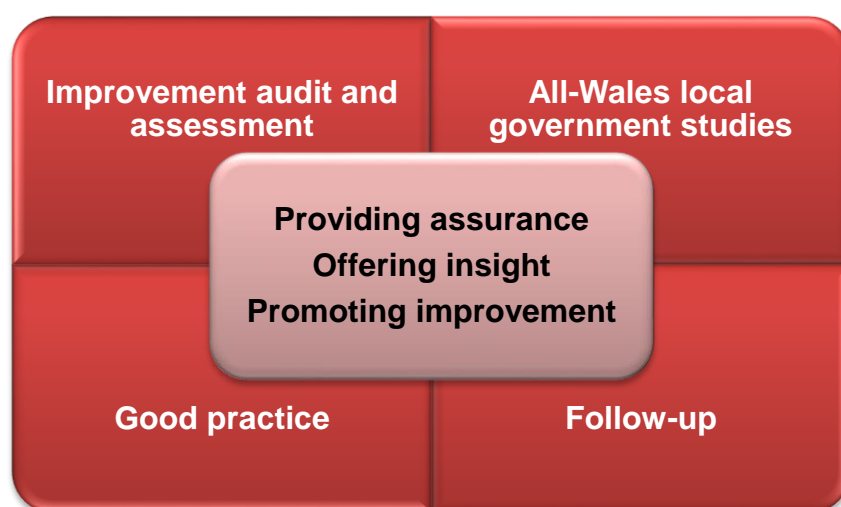 Improvement audit and
assessment
All-Wales local
government studies
Providing assurance
Offering insight
Promoting improvement
Good practice
Follow-up